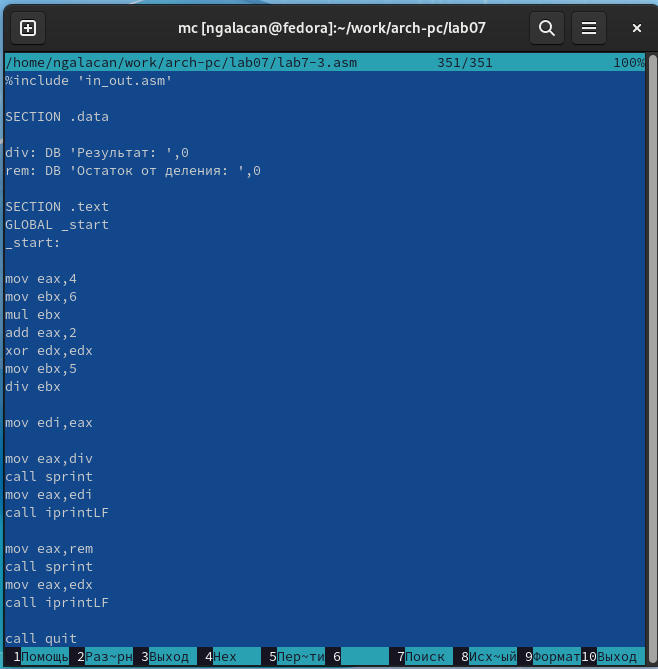 mc [ngalacan@fedora]:~/work/arch-pc/lab07
/home/ngalacan/work/arch-pc/lab07/lab7-3.asm 351/351 100%
%include 'in_out.asm'
SECTION .data
div: DB 'Результат: ',0
rem: DB 'Остаток от деления: ',0
SECTION .text
GLOBAL _start
_start:
mov eax,4
mov ebx,6
mul ebx
add eax,2
xor edx,edx
mov ebx,5
div ebx
mov edi,eax
mov eax,div
call sprint
mov eax,edi
call iprintLF
mov eax,rem
call sprint
mov eax,edx
call iprintLF
call quit
1Помощь 2Раз~рн 3Выход 4Hex 5Пер~ти 6 7Поиск 8Исх~ый 9Формат 10Выход